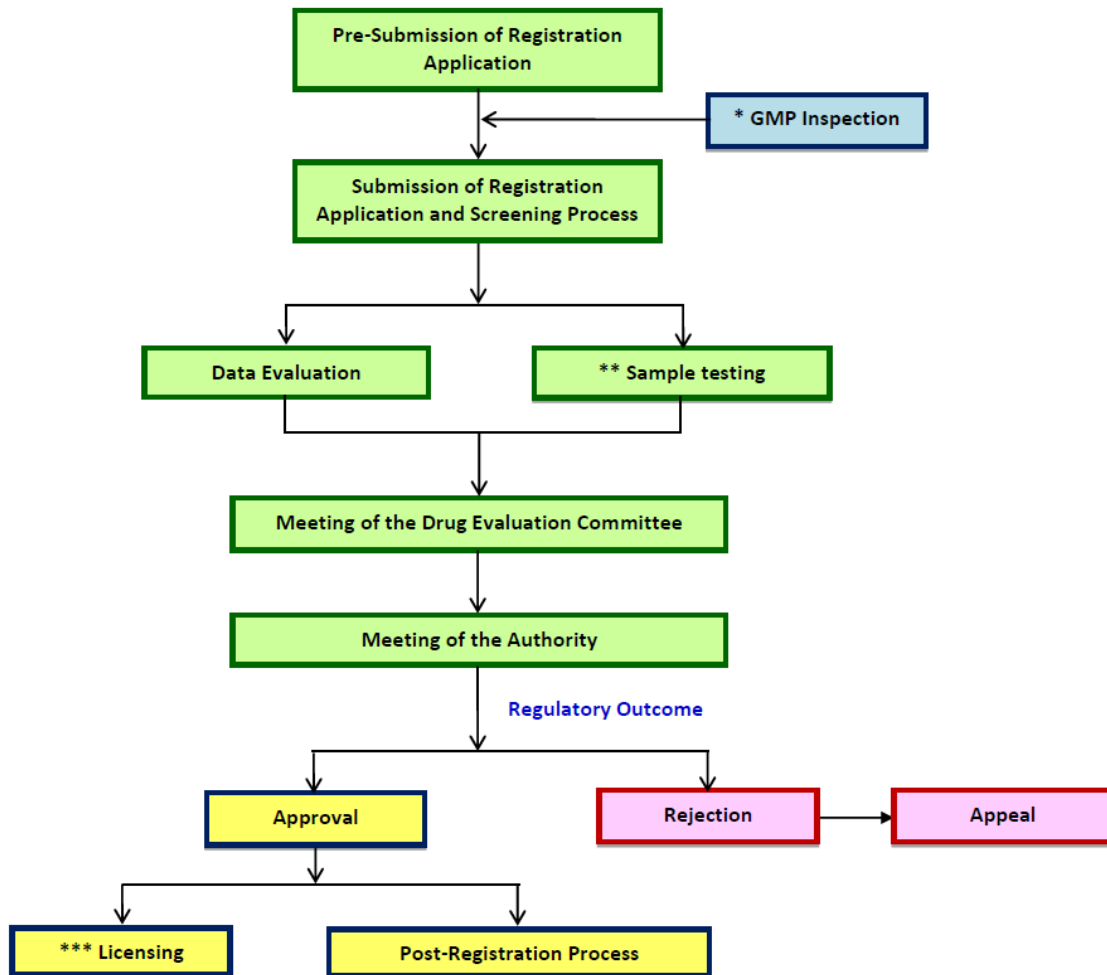 Pre-Submission of Registration
Application
* GMP Inspection
Submission of Registration
Application and Screening Process
Data Evaluation
** Sample testing
Meeting of the Drug Evaluation Committee
Meeting of the Authority
Regulatory Outcome
Approval
Rejection
Appeal
*** Licensing
Post-Registration Process